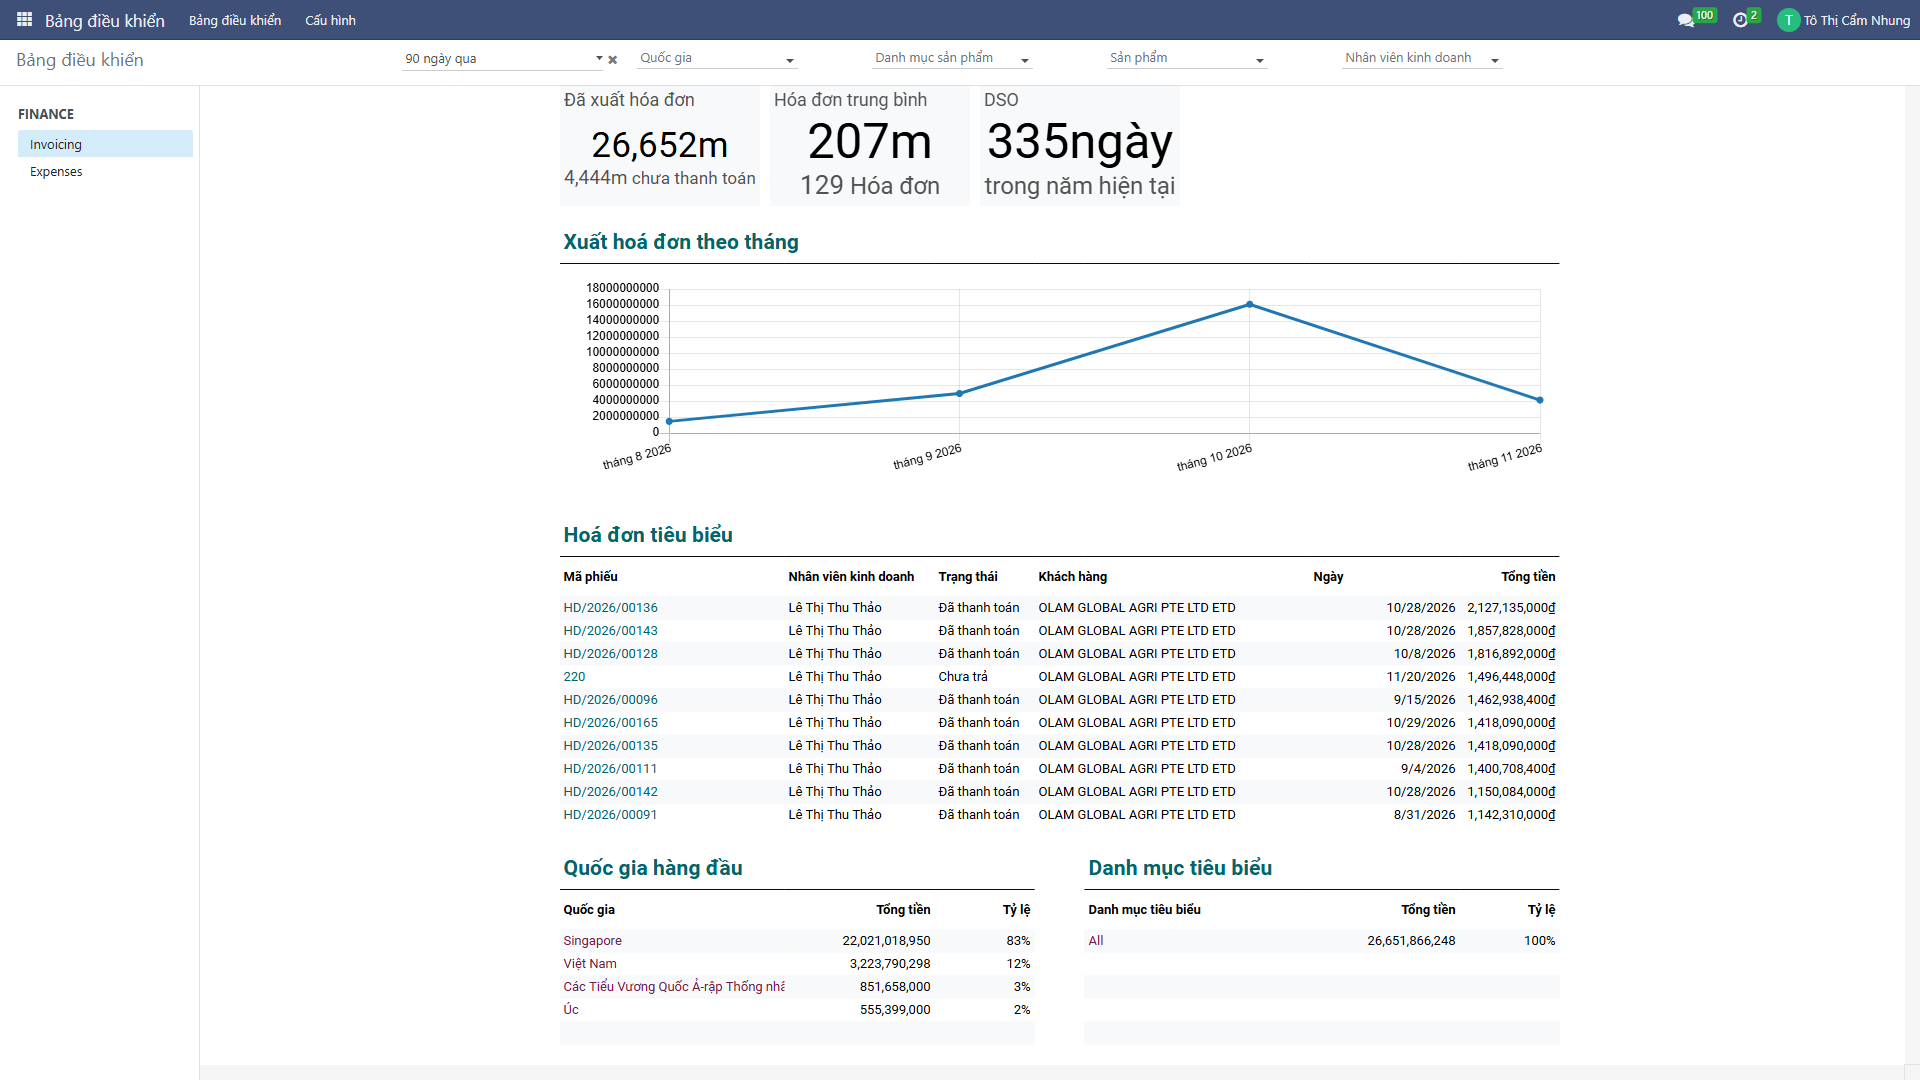 Bảng điều khiển Bảng điều khiển Cấu hình 100 2 T Tô Thị Cẩm Nhung
Bảng điều khiển 90 ngày qua Quốc gia Danh mục sản phẩm Sản phẩm Nhân viên kinh doanh
FINANCE
Invoicing
Expenses
Đã xuất hóa đơn
26,652m
4,444m chưa thanh toán
Hóa đơn trung bình
207m
129 Hóa đơn
DSO
335ngày
trong năm hiện tại
Xuất hoá đơn theo tháng
18000000000
16000000000
14000000000
12000000000
10000000000
8000000000
6000000000
4000000000
2000000000
0
tháng 8 2026 tháng 9 2026 tháng 10 2026 tháng 11 2026
Hoá đơn tiêu biểu
Mã phiếu Nhân viên kinh doanh Trạng thái Khách hàng Ngày Tổng tiền
HD/2026/00136 Lê Thị Thu Thảo Đã thanh toán OLAM GLOBAL AGRI PTE LTD ETD 10/28/2026 2,127,135,000₫
HD/2026/00143 Lê Thị Thu Thảo Đã thanh toán OLAM GLOBAL AGRI PTE LTD ETD 10/28/2026 1,857,828,000₫
HD/2026/00128 Lê Thị Thu Thảo Đã thanh toán OLAM GLOBAL AGRI PTE LTD ETD 10/8/2026 1,816,892,000₫
220 Lê Thị Thu Thảo Chưa trả OLAM GLOBAL AGRI PTE LTD ETD 11/20/2026 1,496,448,000₫
HD/2026/00096 Lê Thị Thu Thảo Đã thanh toán OLAM GLOBAL AGRI PTE LTD ETD 9/15/2026 1,462,938,400₫
HD/2026/00165 Lê Thị Thu Thảo Đã thanh toán OLAM GLOBAL AGRI PTE LTD ETD 10/29/2026 1,418,090,000₫
HD/2026/00135 Lê Thị Thu Thảo Đã thanh toán OLAM GLOBAL AGRI PTE LTD ETD 10/28/2026 1,418,090,000₫
HD/2026/00111 Lê Thị Thu Thảo Đã thanh toán OLAM GLOBAL AGRI PTE LTD ETD 9/4/2026 1,400,708,400₫
HD/2026/00142 Lê Thị Thu Thảo Đã thanh toán OLAM GLOBAL AGRI PTE LTD ETD 10/28/2026 1,150,084,000₫
HD/2026/00091 Lê Thị Thu Thảo Đã thanh toán OLAM GLOBAL AGRI PTE LTD ETD 8/31/2026 1,142,310,000₫
Quốc gia hàng đầu
Quốc gia Tổng tiền Tỷ lệ
Singapore 22,021,018,950 83%
Việt Nam 3,223,790,298 12%
Các Tiểu Vương Quốc Ả-rập Thống nhấ 851,658,000 3%
Úc 555,399,000 2%
Danh mục tiêu biểu
Danh mục tiêu biểu Tổng tiền Tỷ lệ
All 26,651,866,248 100%